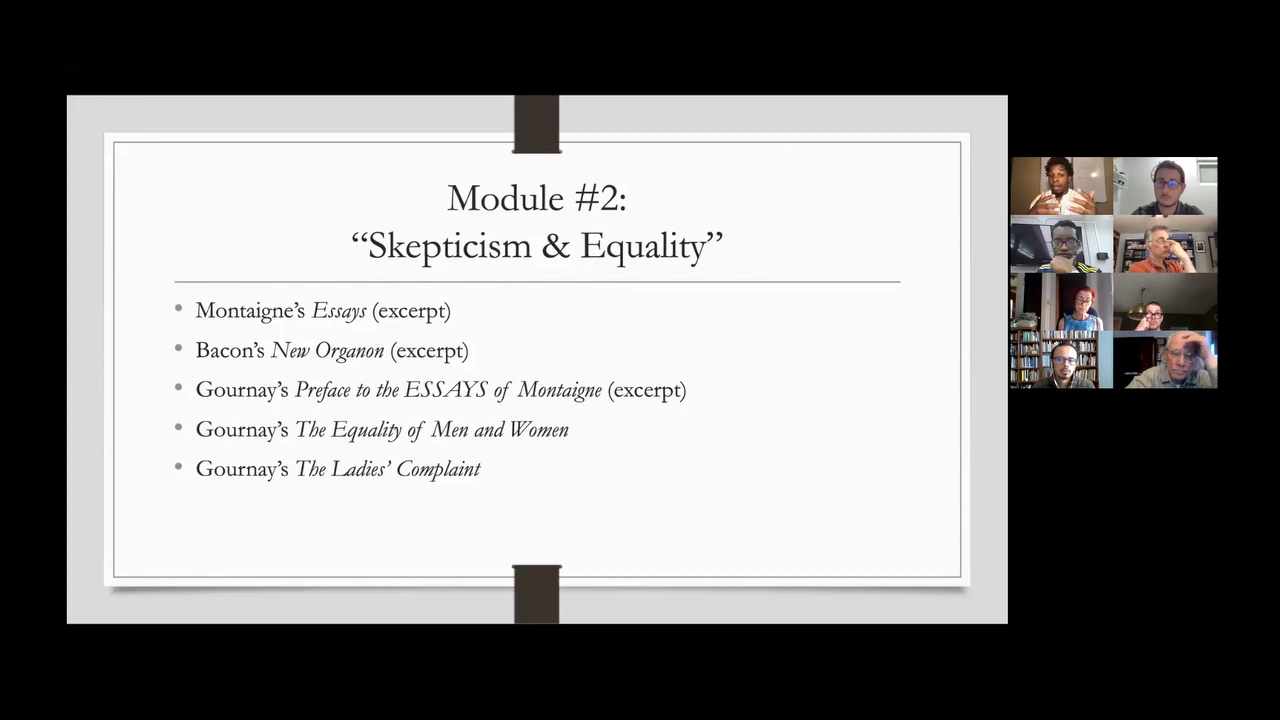 Module #2:
“Skepticism & Equality”
• Montaigne’s Essays (excerpt)
• Bacon’s New Organon (excerpt)
• Gournay’s Preface to the ESSAYS of Montaigne (excerpt)
• Gournay’s The Equality of Men and Women
• Gournay’s The Ladies’ Complaint